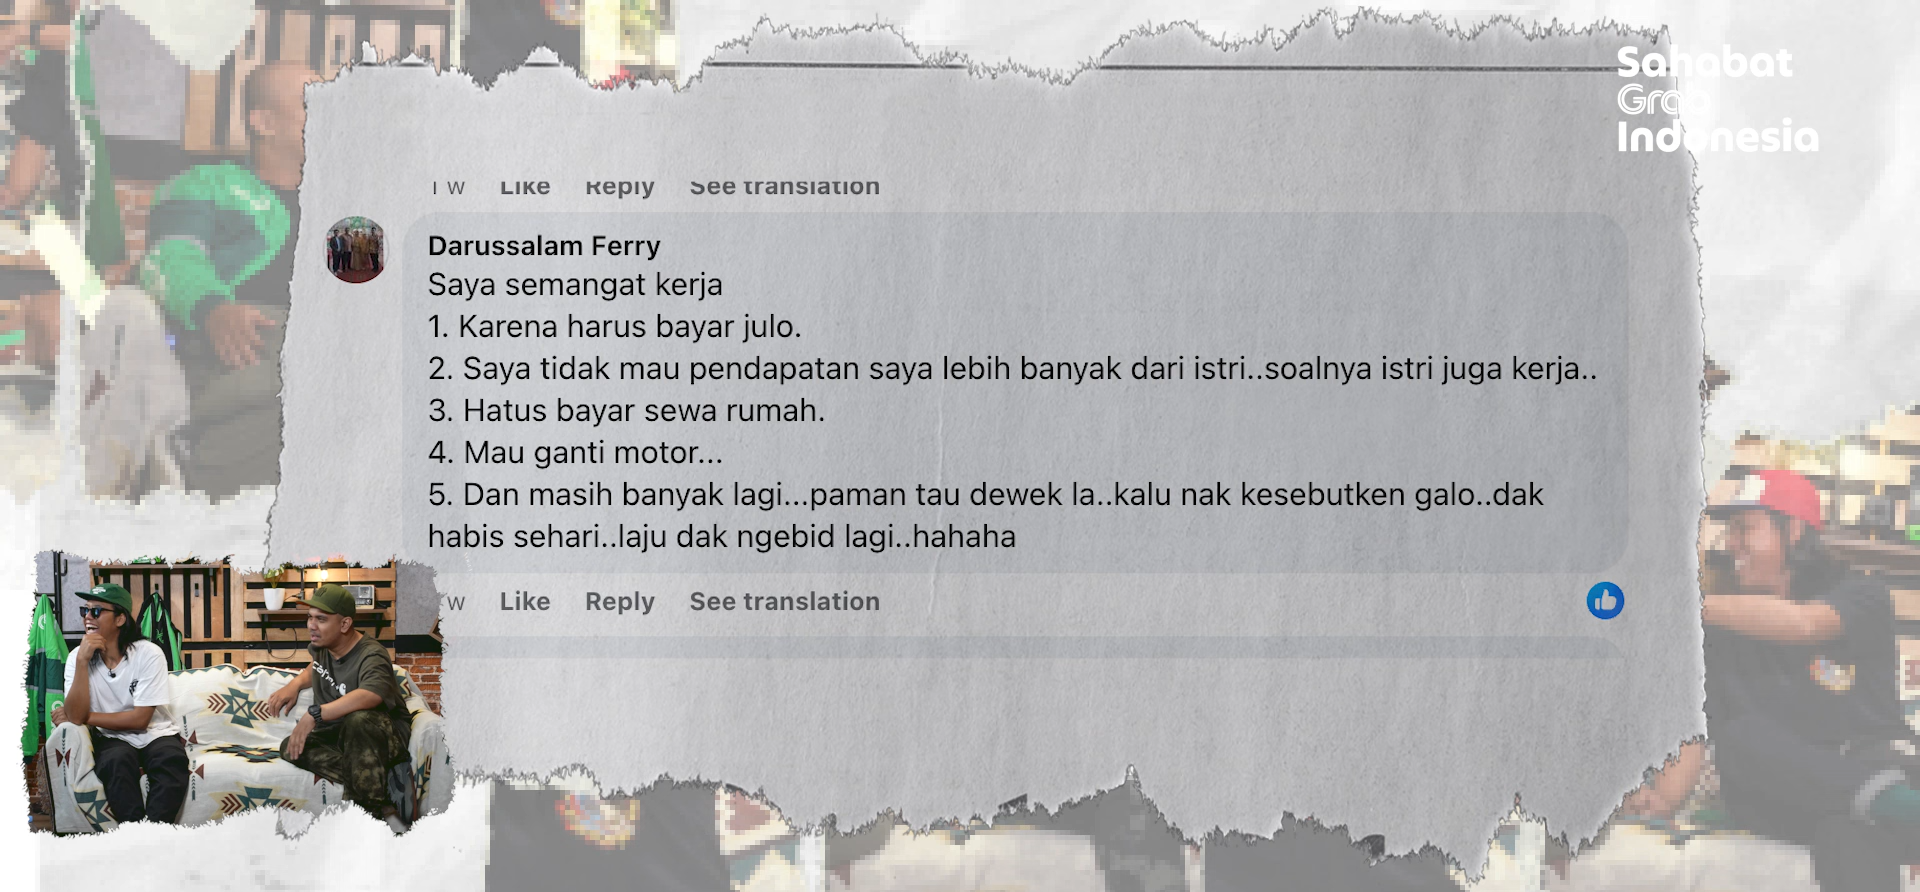 Sahabat
Grab
Indonesia
1 w Like Reply See translation
Darussalam Ferry
Saya semangat kerja
1. Karena harus bayar julo.
2. Saya tidak mau pendapatan saya lebih banyak dari istri..soalnya istri juga kerja..
3. Hatus bayar sewa rumah.
4. Mau ganti motor...
5. Dan masih banyak lagi...paman tau dewek la..kalu nak kesebutken galo..dak
habis sehari..laju dak ngebid lagi..hahaha
w Like Reply See translation